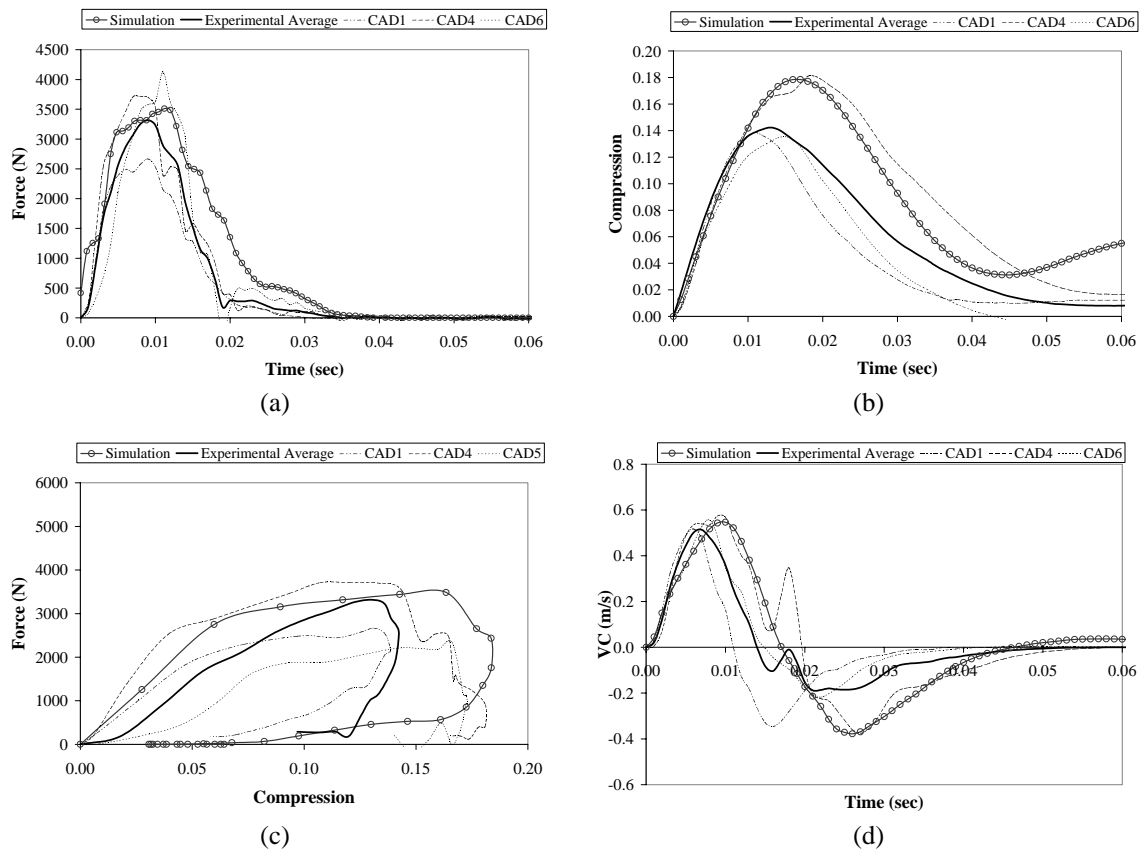 Simulation Experimental Average CAD1 CAD4 CAD6
4500
4000
3500
3000
2500
2000
1500
1000
500
0
Force (N)
0.00 0.01 0.02 0.03 0.04 0.05 0.06
Time (sec)
(a)
Simulation Experimental Average CAD1 CAD4 CAD6
0.20
0.18
0.16
0.14
0.12
0.10
0.08
0.06
0.04
0.02
0.00
Compression
0.00 0.01 0.02 0.03 0.04 0.05 0.06
Time (sec)
(b)
Simulation Experimental Average CAD1 CAD4 CAD5
6000
5000
4000
3000
2000
1000
0
Force (N)
0.00 0.05 0.10 0.15 0.20
Compression
(c)
Simulation Experimental Average CAD1 CAD4 CAD6
0.8
0.6
0.4
0.2
0.0
-0.2
-0.4
-0.6
VC (m/s)
0.00 0.01 0.02 0.03 0.04 0.05 0.06
Time (sec)
(d)